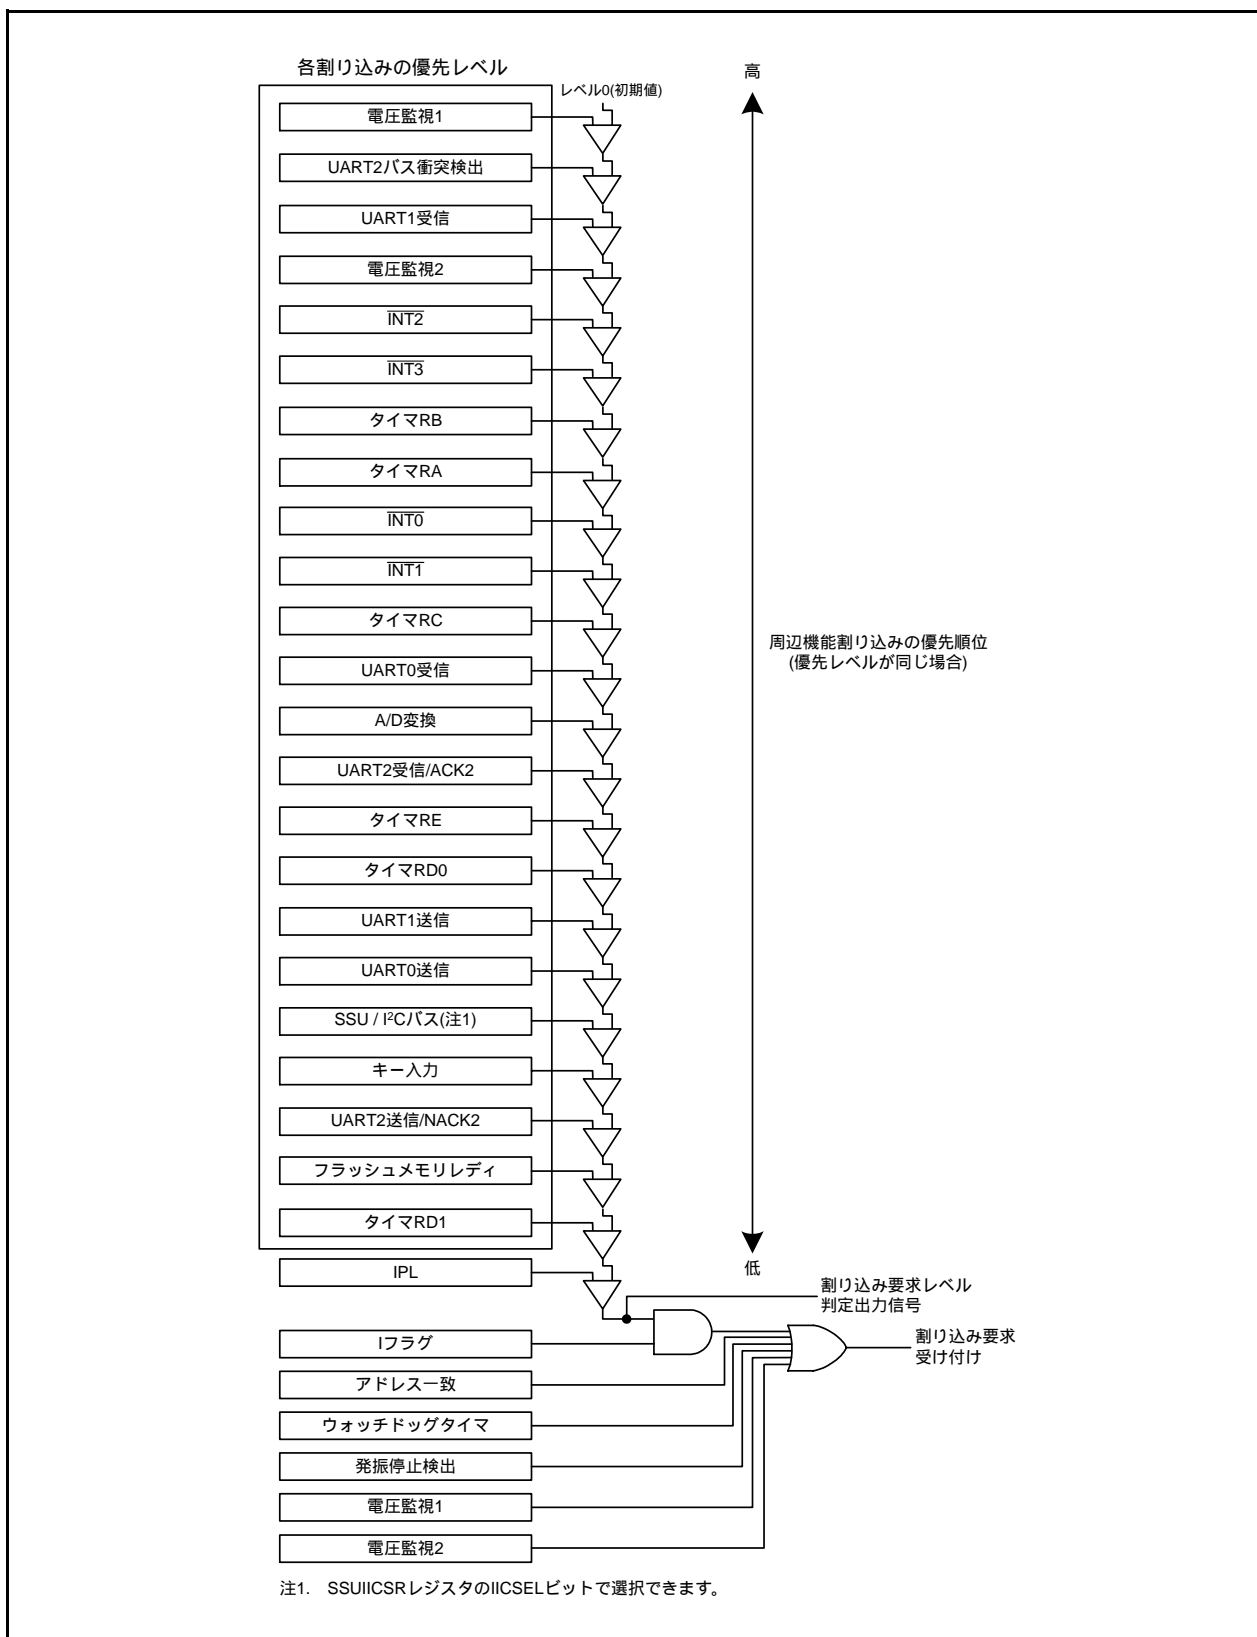 各割り込みの優先レベル
レベル0(初期値)
高
電圧監視1
UART2バス衝突検出
UART1受信
電圧監視2
INT2
INT3
タイマRB
タイマRA
INT0
INT1
タイマRC
UART0受信
A/D変換
UART2受信/ACK2
タイマRE
タイマRD0
UART1送信
UART0送信
SSU / I²Cバス(注1)
キー入力
UART2送信/NACK2
フラッシュメモリレディ
タイマRD1
周辺機能割り込みの優先順位
(優先レベルが同じ場合)
低
IPL
割り込み要求レベル
判定出力信号
Iフラグ
割り込み要求
受け付け
アドレス一致
ウォッチドッグタイマ
発振停止検出
電圧監視1
電圧監視2
注1. SSUIICSRレジスタのIICSELビットで選択できます。